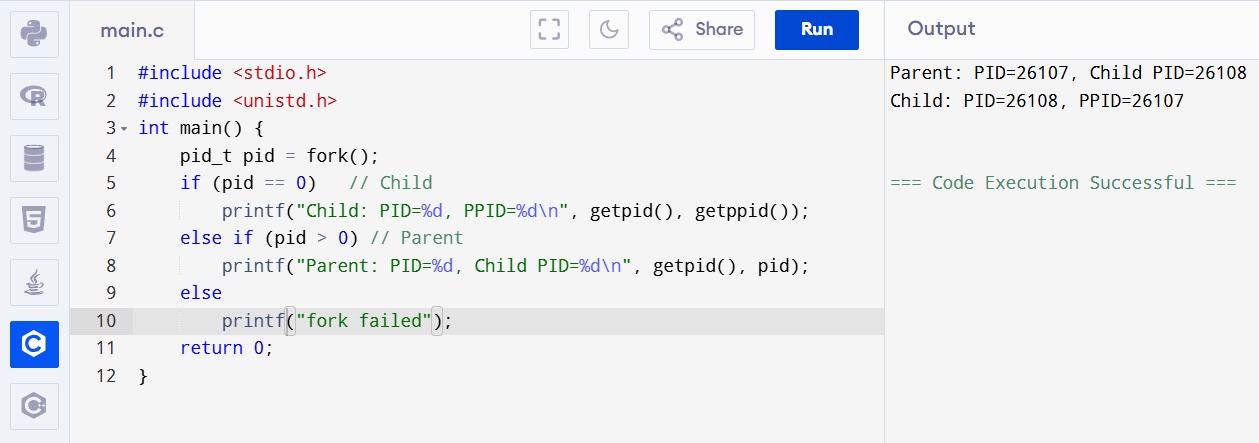 main.c
Share
Run
Output
1 #include <stdio.h>
2 #include <unistd.h>
3 int main() {
4     pid_t pid = fork();
5     if (pid == 0)   // Child
6         printf("Child: PID=%d, PPID=%d\n", getpid(), getppid());
7     else if (pid > 0) // Parent
8         printf("Parent: PID=%d, Child PID=%d\n", getpid(), pid);
9     else
10         printf("fork failed");
11     return 0;
12 }
Parent: PID=26107, Child PID=26108
Child: PID=26108, PPID=26107
=== Code Execution Successful ===